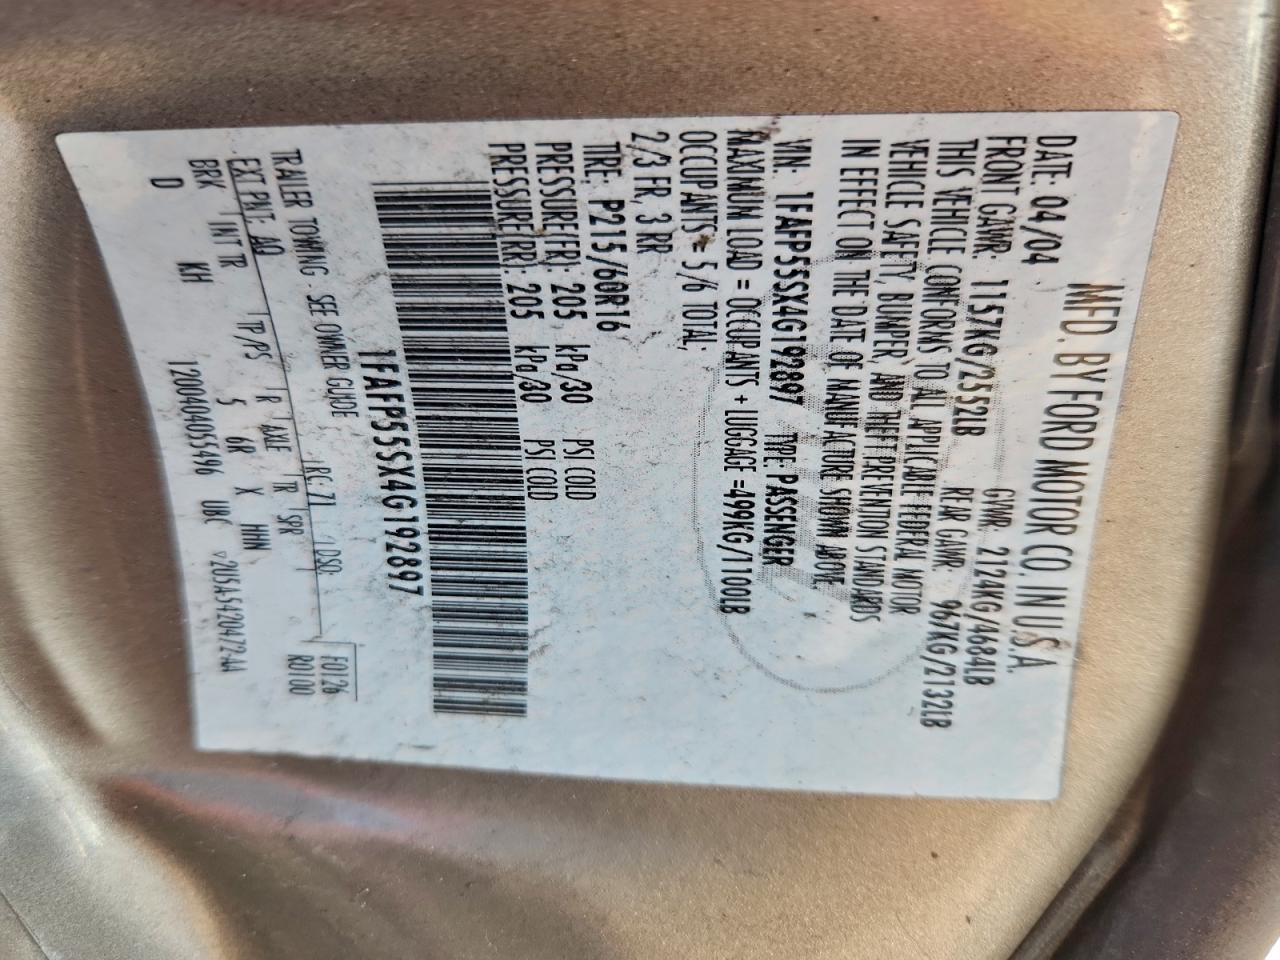 MFD. BY FORD MOTOR CO. IN U.S.A.
DATE: 04/04 GVWR: 2124KG/4684LB
FRONT GAWR: 1157KG/2552LB REAR GAWR: 967KG/2132LB
THIS VEHICLE CONFORMS TO ALL APPLICABLE FEDERAL MOTOR
VEHICLE SAFETY, BUMPER, AND THEFT PREVENTION STANDARDS
IN EFFECT ON THE DATE OF MANUFACTURE SHOWN ABOVE.
VIN: 1FAFP55SX4G192897 TYPE: PASSENGER
MAXIMUM LOAD = OCCUPANTS + LUGGAGE = 499KG/1100LB
OCCUPANTS = 5/6 TOTAL,
2/3 FR, 3 RR
TIRE: P215/60R16
PRESSURE FR: 205 kPa/30 PSI COLD
PRESSURE RR: 205 kPa/30 PSI COLD
1FAFP55SX4G192897
F0126
TRAILER TOWING - SEE OWNER GUIDE RC: 71 DSO: R0100
EXT PNT: AQ
BRK INT TR TP/PS R AXLE TR SPR
D KH 5 6R X HHN
120040405496 UBC